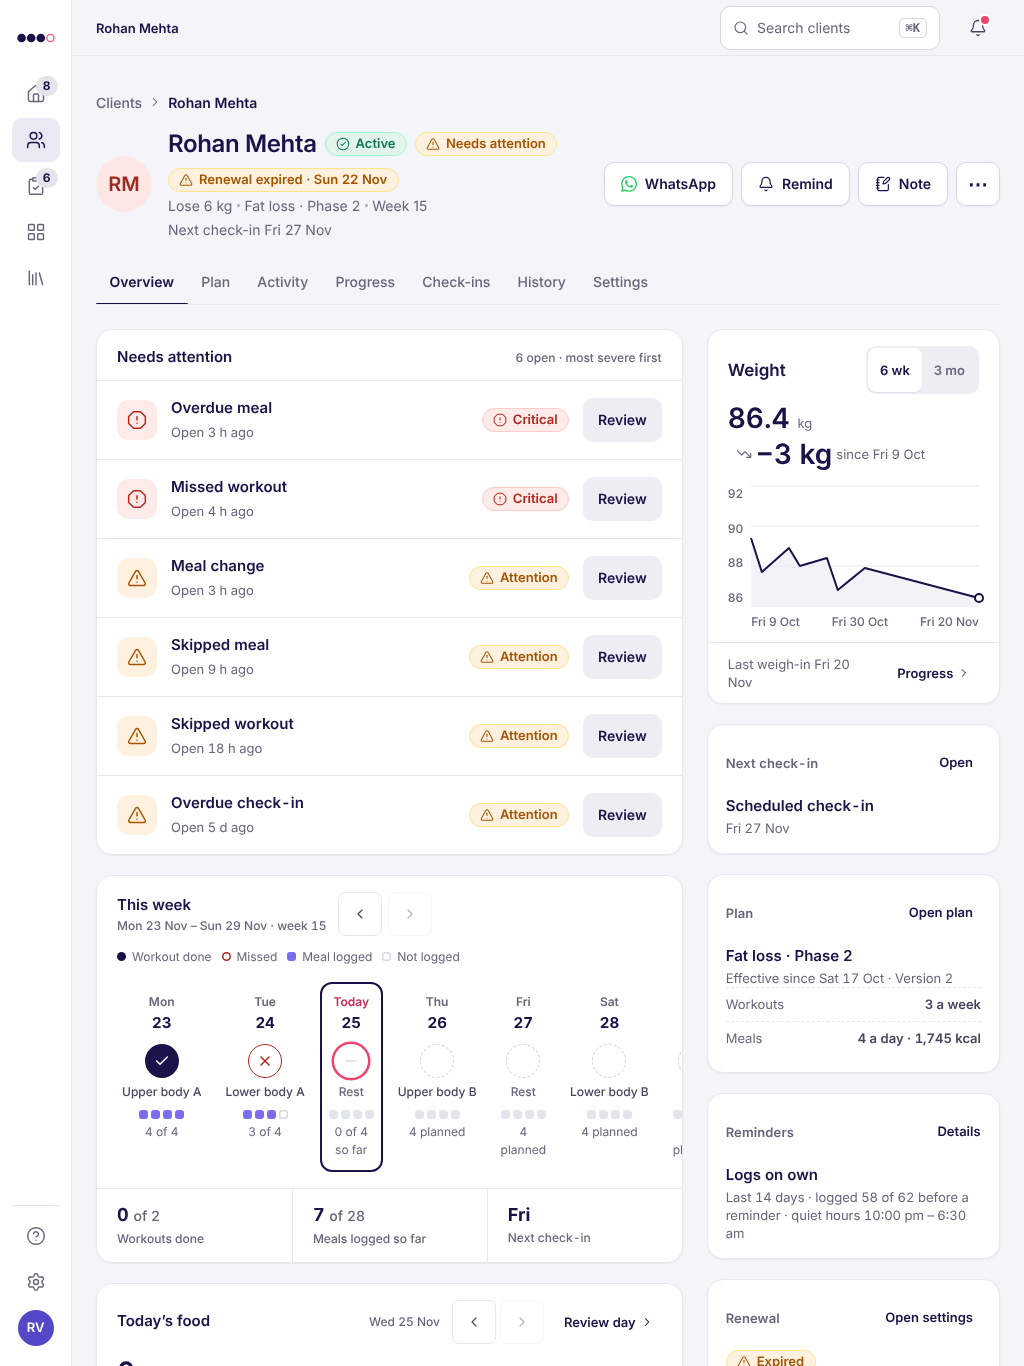 Rohan Mehta
Search clients
⌘K
8
6
Clients
Rohan Mehta
RM
Rohan Mehta
Active
Needs attention
Renewal expired · Sun 22 Nov
Lose 6 kg · Fat loss · Phase 2 · Week 15
Next check-in Fri 27 Nov
WhatsApp
Remind
Note
Overview
Plan
Activity
Progress
Check-ins
History
Settings
Needs attention
6 open · most severe first
Overdue meal
Open 3 h ago
Critical
Review
Missed workout
Open 4 h ago
Critical
Review
Meal change
Open 3 h ago
Attention
Review
Skipped meal
Open 9 h ago
Attention
Review
Skipped workout
Open 18 h ago
Attention
Review
Overdue check-in
Open 5 d ago
Attention
Review
This week
Mon 23 Nov – Sun 29 Nov · week 15
Workout done
Missed
Meal logged
Not logged
Mon
23
Upper body A
4 of 4
Tue
24
Lower body A
3 of 4
Today
25
Rest
0 of 4
so far
Thu
26
Upper body B
4 planned
Fri
27
Rest
4
planned
Sat
28
Lower body B
4 planned
pl
0 of 2
Workouts done
7 of 28
Meals logged so far
Fri
Next check-in
Today’s food
Wed 25 Nov
Review day
Weight
6 wk
3 mo
86.4 kg
−3 kg since Fri 9 Oct
92
90
88
86
Fri 9 Oct
Fri 30 Oct
Fri 20 Nov
Last weigh-in Fri 20
Nov
Progress
Next check-in
Open
Scheduled check-in
Fri 27 Nov
Plan
Open plan
Fat loss · Phase 2
Effective since Sat 17 Oct · Version 2
Workouts
3 a week
Meals
4 a day · 1,745 kcal
Reminders
Details
Logs on own
Last 14 days · logged 58 of 62 before a
reminder · quiet hours 10:00 pm – 6:30
am
Renewal
Open settings
Expired
RV